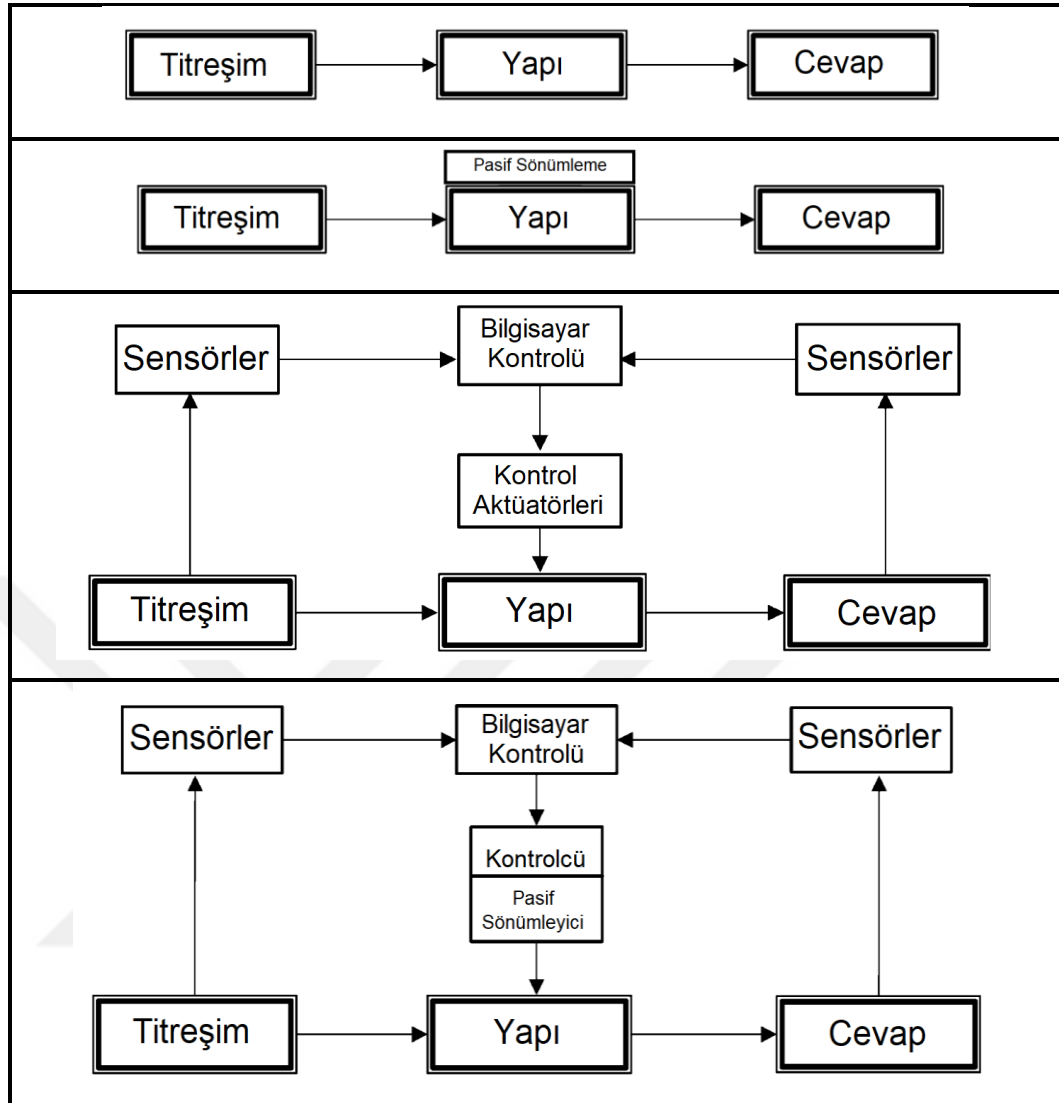 Titreşim
Yapı
Cevap
Pasif Sönümleme
Titreşim
Yapı
Cevap
Sensörler
Bilgisayar
Kontrolü
Sensörler
Kontrol
Aktüatörleri
Titreşim
Yapı
Cevap
Sensörler
Bilgisayar
Kontrolü
Sensörler
Kontrolcü
Pasif
Sönümleyici
Titreşim
Yapı
Cevap